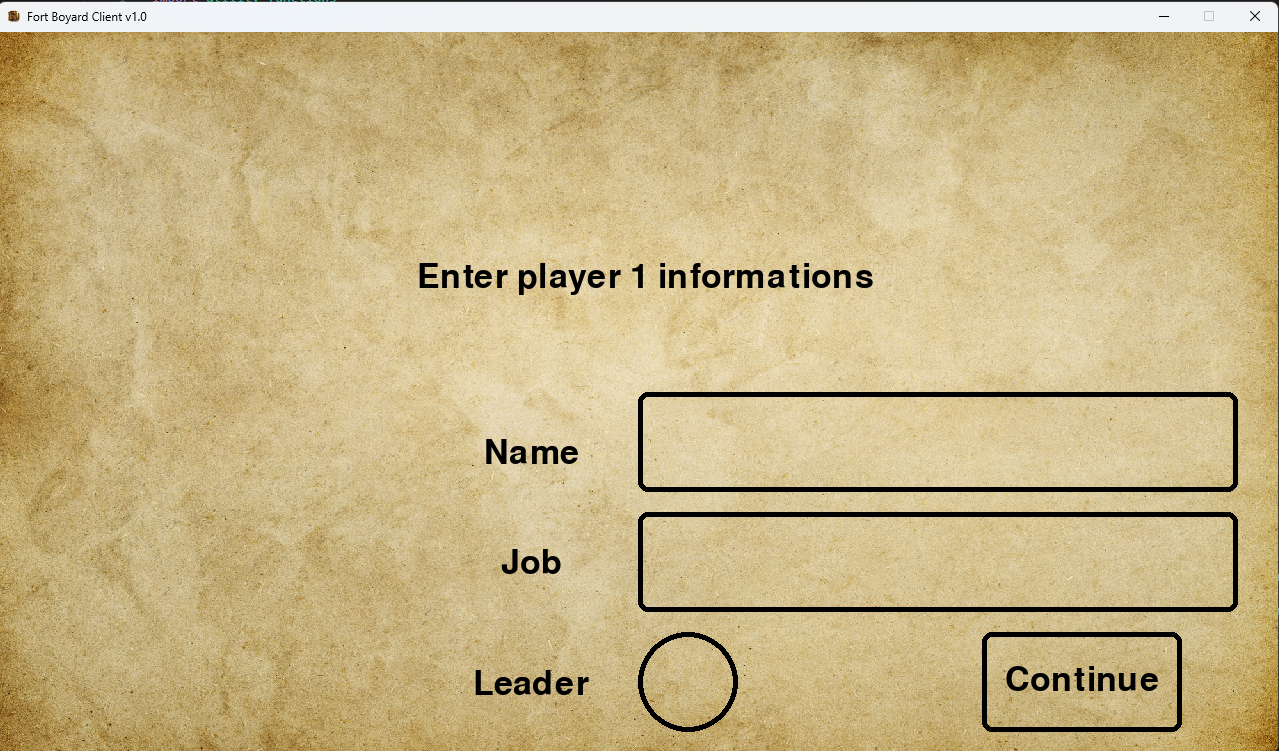 Fort Boyard Client v1.0
Enter player 1 informations
Name
Job
Leader
Continue